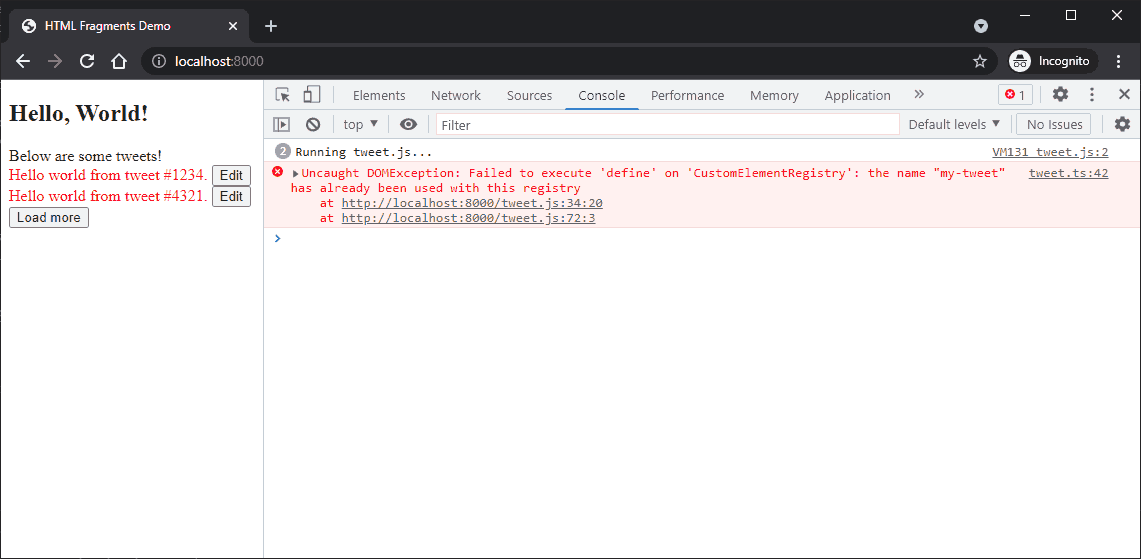 HTML Fragments Demo
localhost:8000
Incognito
Hello, World!
Below are some tweets!
Hello world from tweet #1234. Edit
Hello world from tweet #4321. Edit
Load more
Elements Network Sources Console Performance Memory Application » 1
top Filter Default levels No Issues
2 Running tweet.js... VM131 tweet.js:2
Uncaught DOMException: Failed to execute 'define' on 'CustomElementRegistry': the name "my-tweet" tweet.ts:42
has already been used with this registry
at http://localhost:8000/tweet.js:34:20
at http://localhost:8000/tweet.js:72:3